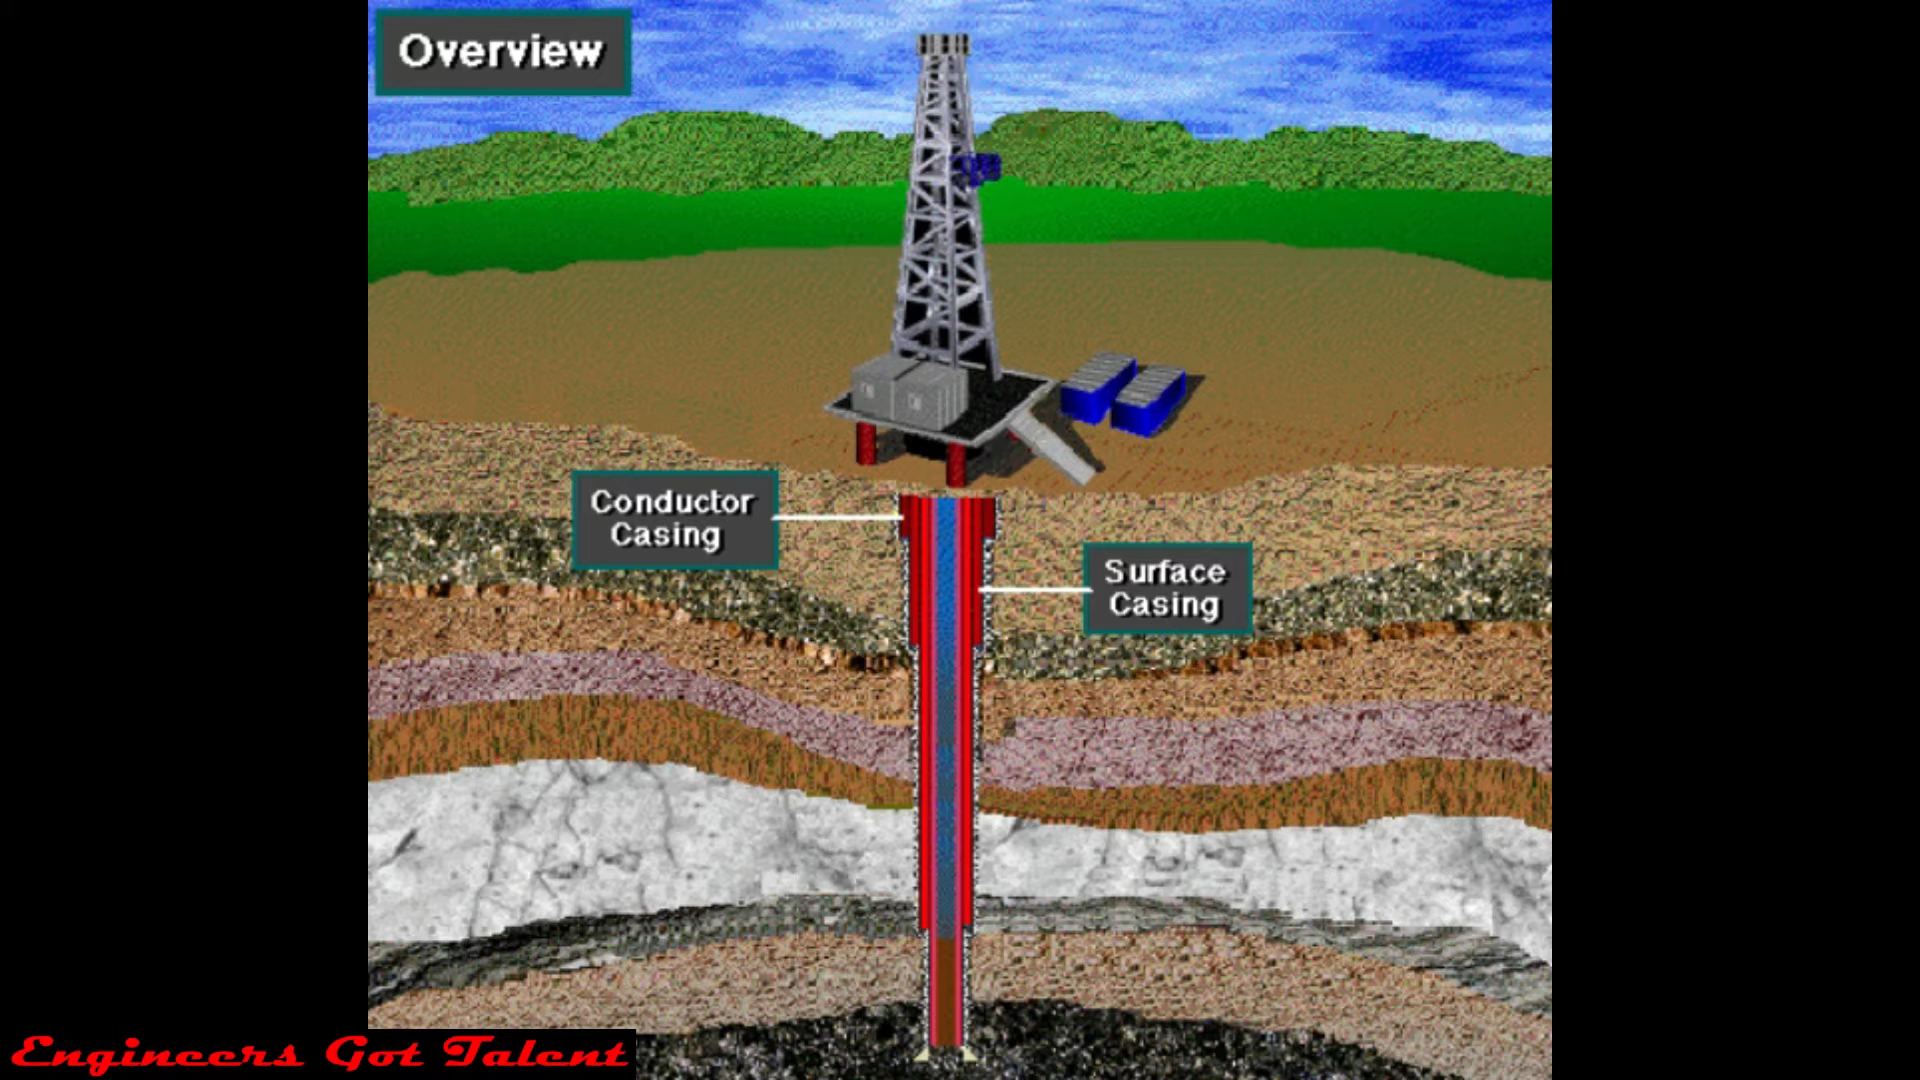 Overview
Conductor
Casing
Surface
Casing
Engineers Got Talent